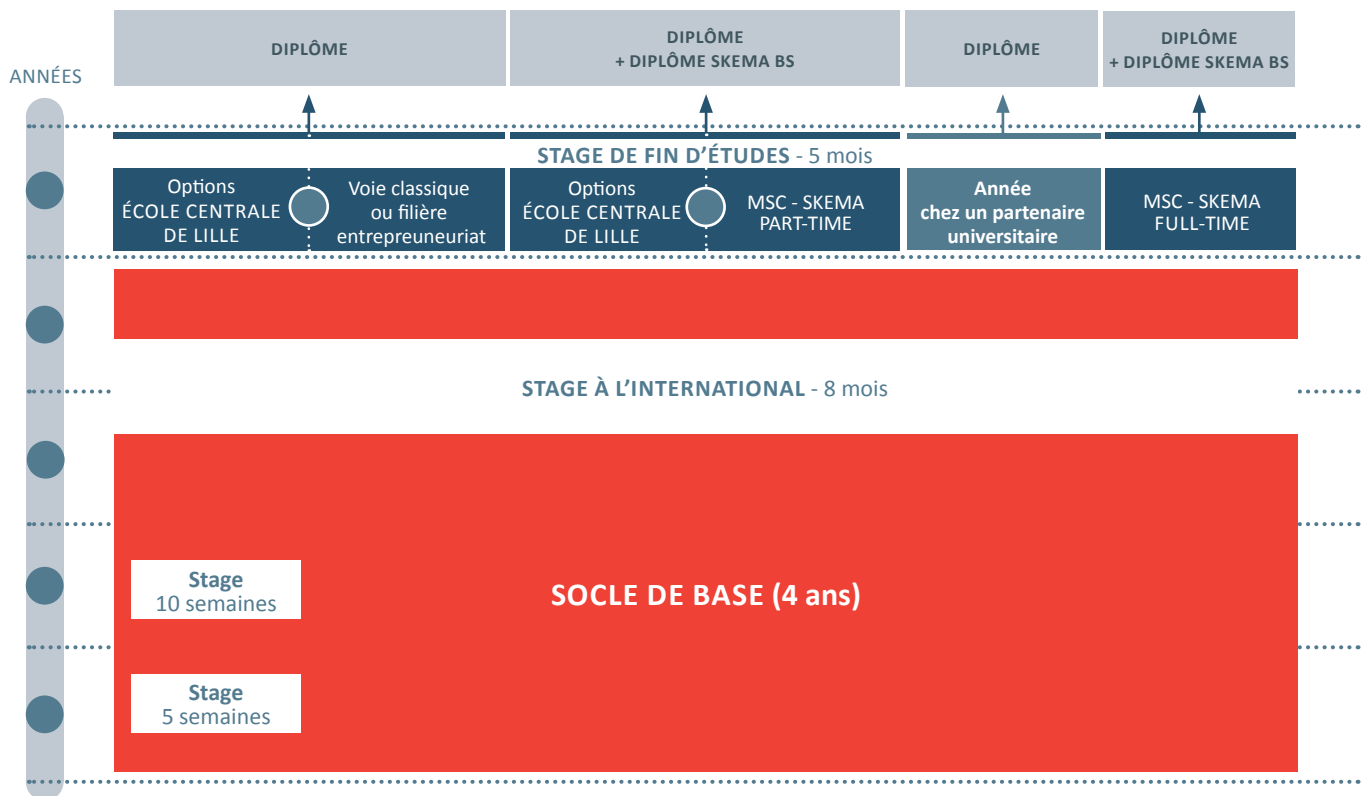 ANNÉES
DIPLÔME
DIPLÔME
+ DIPLÔME SKEMA BS
DIPLÔME
DIPLÔME
+ DIPLÔME SKEMA BS
STAGE DE FIN D'ÉTUDES - 5 mois
Options
ÉCOLE CENTRALE
DE LILLE
Voie classique
ou filière
entrepreuneuriat
Options
ÉCOLE CENTRALE
DE LILLE
MSC - SKEMA
PART-TIME
Année
chez un partenaire
universitaire
MSC - SKEMA
FULL-TIME
STAGE À L'INTERNATIONAL - 8 mois
Stage
10 semaines
SOCLE DE BASE (4 ans)
Stage
5 semaines